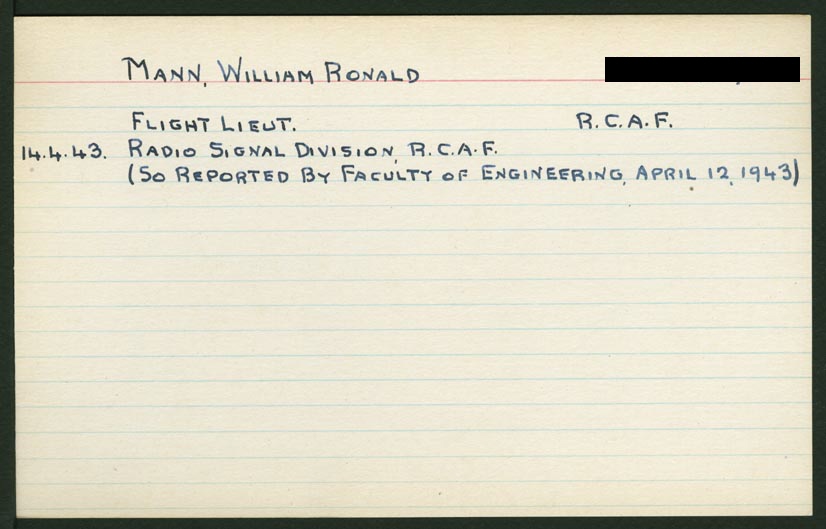 MANN, WILLIAM RONALD
FLIGHT LIEUT. R.C.A.F.
14.4.43. RADIO SIGNAL DIVISION, R.C.A.F.
(SO REPORTED BY FACULTY OF ENGINEERING, APRIL 12, 1943)